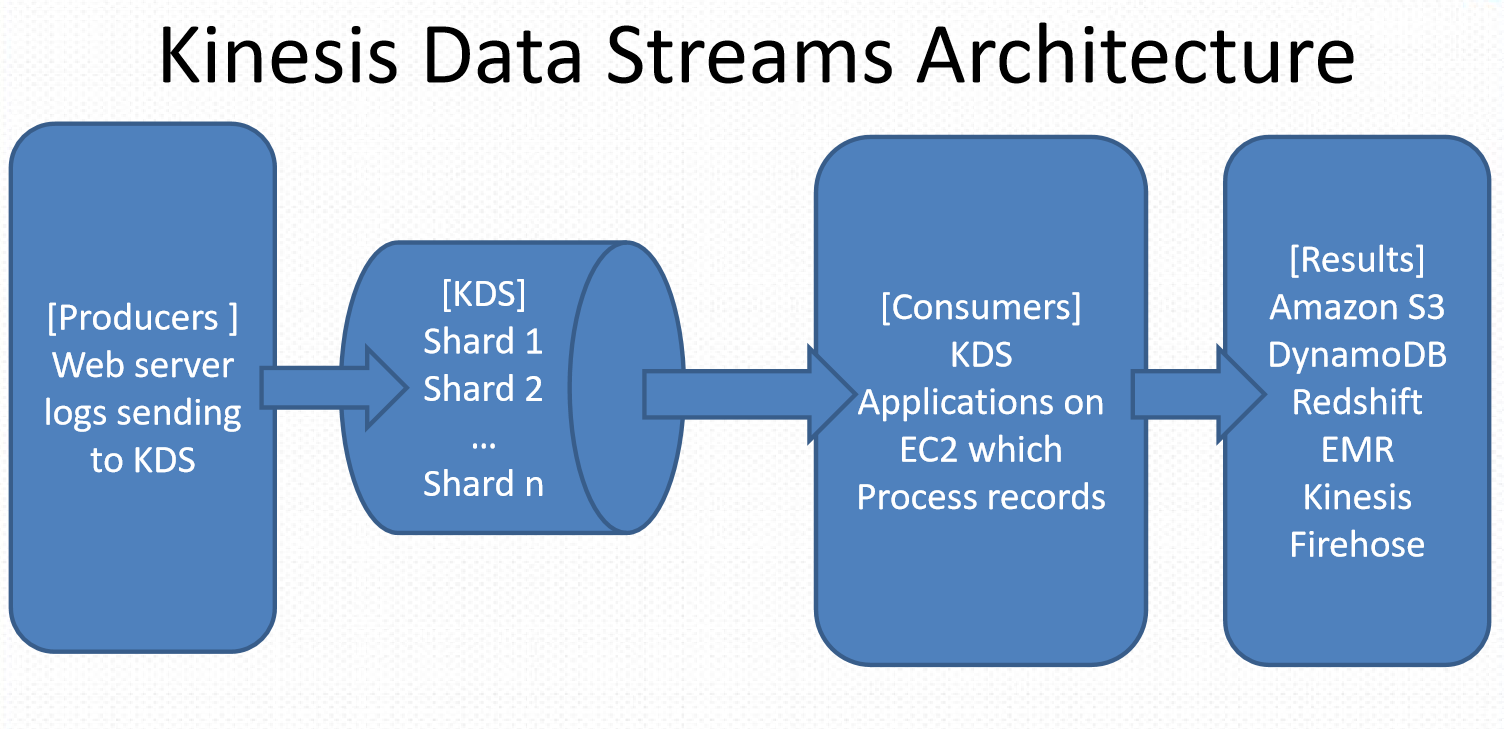 Kinesis Data Streams Architecture
[Producers ]
Web server
logs sending
to KDS
[KDS]
Shard 1
Shard 2
...
Shard n
[Consumers]
KDS
Applications on
EC2 which
Process records
[Results]
Amazon S3
DynamoDB
Redshift
EMR
Kinesis
Firehose